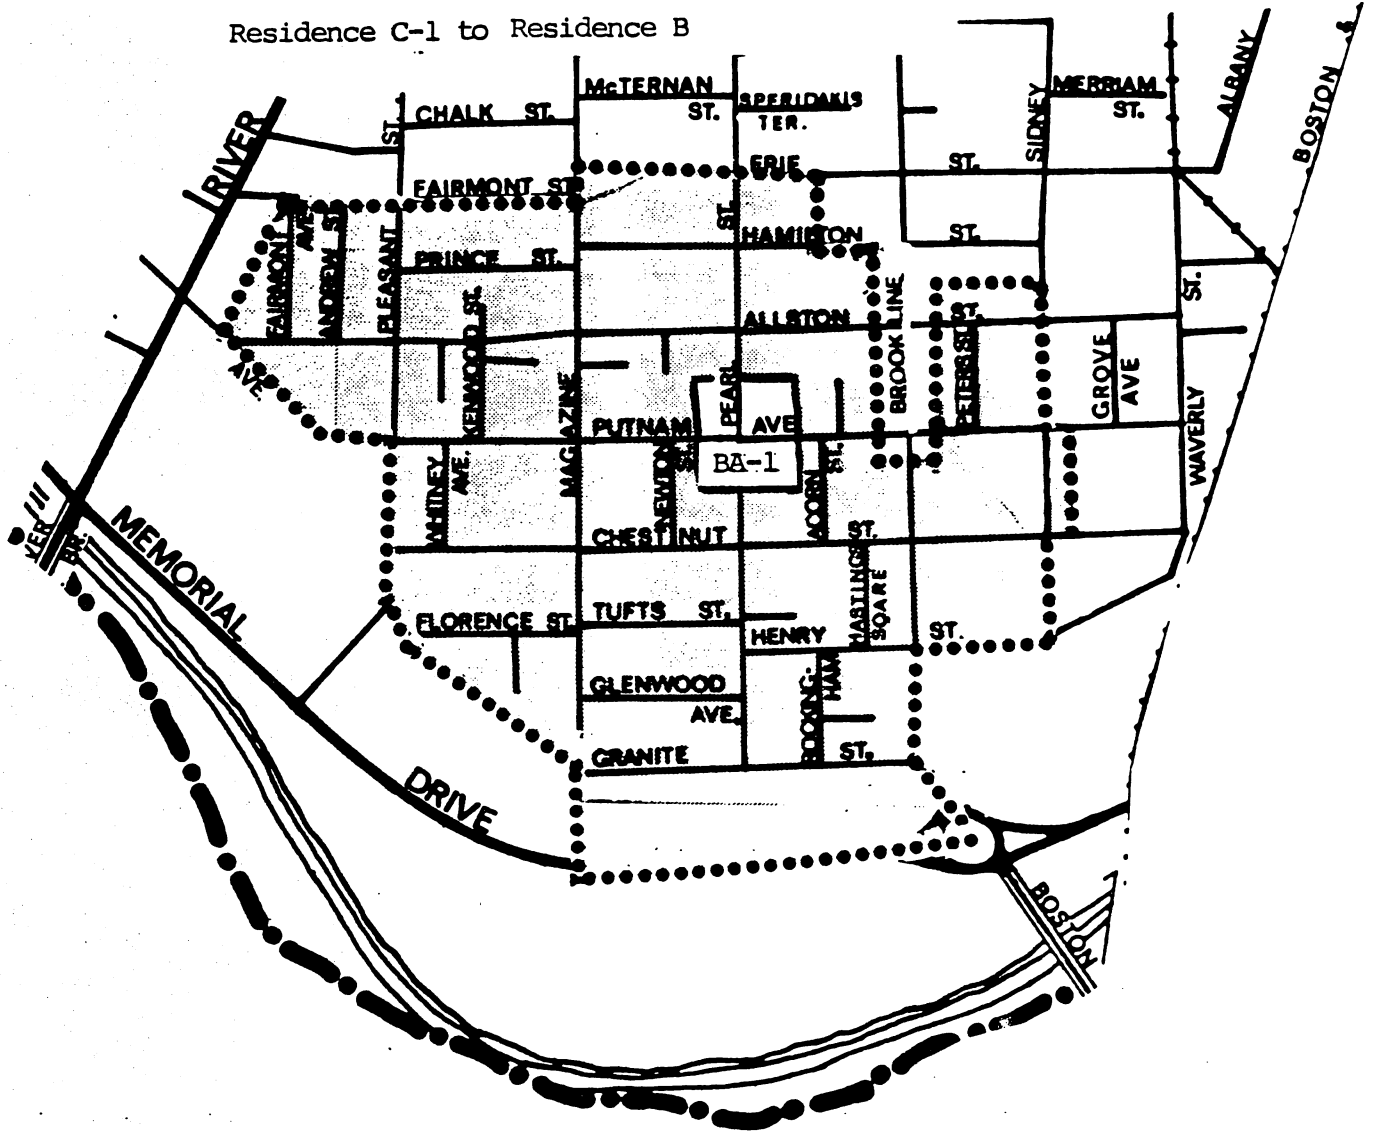 Residence C-1 to Residence B
McTERNAN
ST.
CHALK ST.
SPERIDAKIS
TER.
MERRIAM
ST.
ALBANY
BOSTON &
RIVER
ST.
SIDNEY
ERIE ST.
FAIRMONT ST.
FAIRMONT
AVE.
ANDREW ST.
PLEASANT
PRINCE ST.
ST.
HAMILTON ST.
KENWOOD ST.
ALLSTON ST.
BROOKLINE
PETERS ST.
GROVE
AVE
ST.
WAVERLY
AVE.
MAGAZINE
PEARL
PUTNAM AVE
BA-1
WHITNEY
AVE.
NEWTON
ST.
ACORN
ST.
CHESTNUT ST.
MEMORIAL
DRIVE
FLORENCE ST.
TUFTS ST.
HENRY ST.
HASTINGS
SQARE
GLENWOOD
AVE.
BOOKING-
HAM
GRANITE ST.
BR.
BOSTON